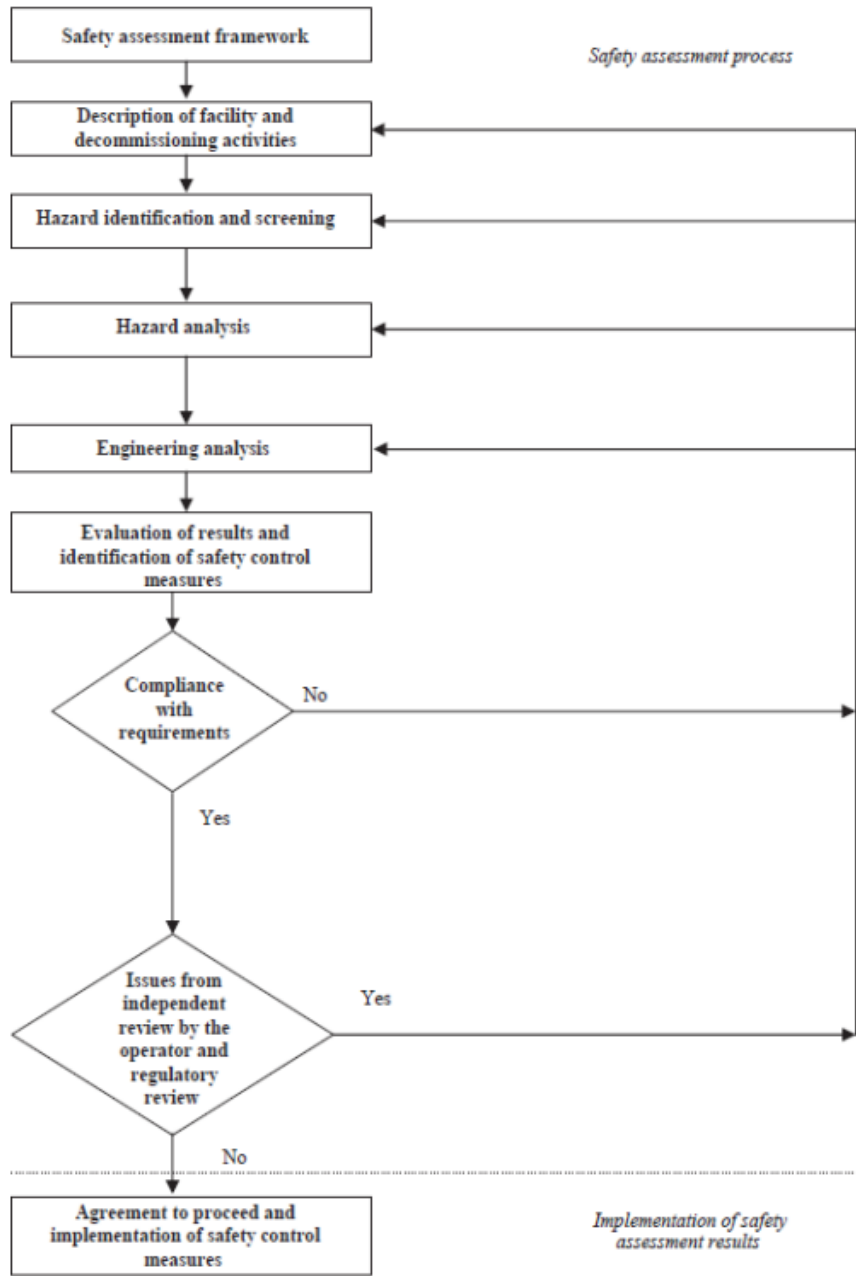 Safety assessment framework
Safety assessment process
Description of facility and
decommissioning activities
Hazard identification and screening
Hazard analysis
Engineering analysis
Evaluation of results and
identification of safety control
measures
Compliance
with
requirements
No
Yes
Issues from
independent
review by the
operator and
regulatory
review
Yes
No
Agreement to proceed and
implementation of safety control
measures
Implementation of safety
assessment results